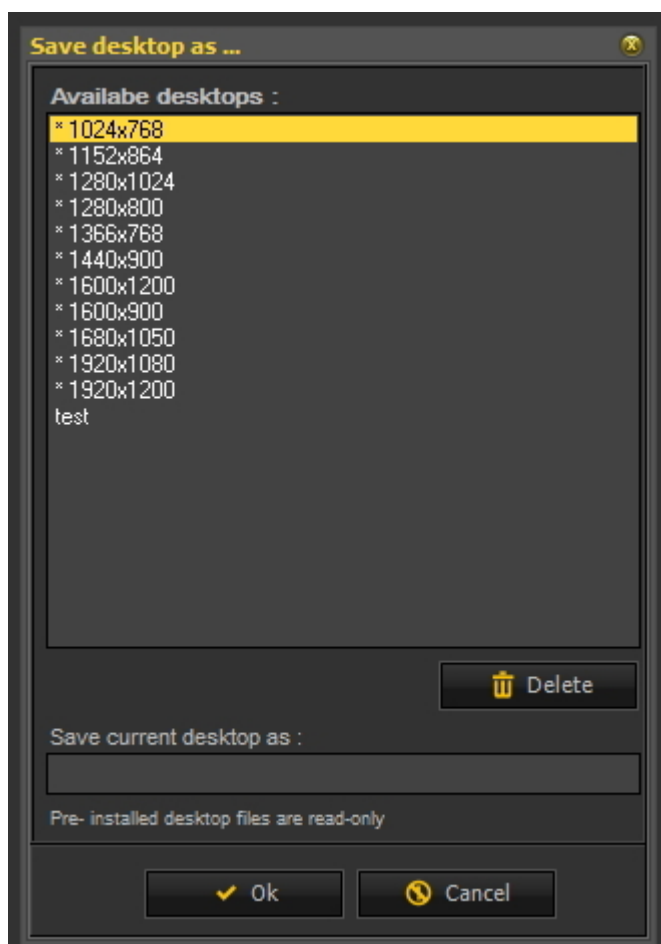 Save desktop as ...
Availabe desktops :
* 1024x768
* 1152x864
* 1280x1024
* 1280x800
* 1366x768
* 1440x900
* 1600x1200
* 1600x900
* 1680x1050
* 1920x1080
* 1920x1200
test
Delete
Save current desktop as :
Pre- installed desktop files are read-only
Ok
Cancel